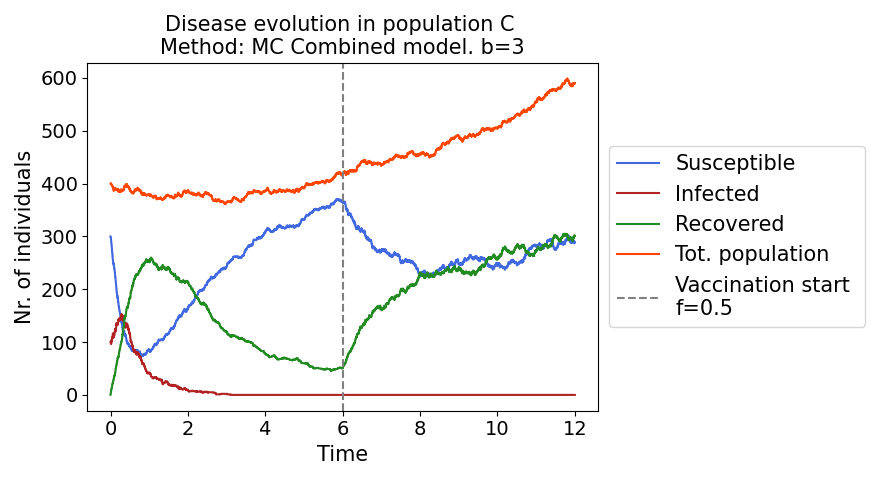 Disease evolution in population C
Method: MC Combined model. b=3
600
500
400
300
200
100
0
Nr. of individuals
0 2 4 6 8 10 12
Time
Susceptible
Infected
Recovered
Tot. population
Vaccination start
f=0.5